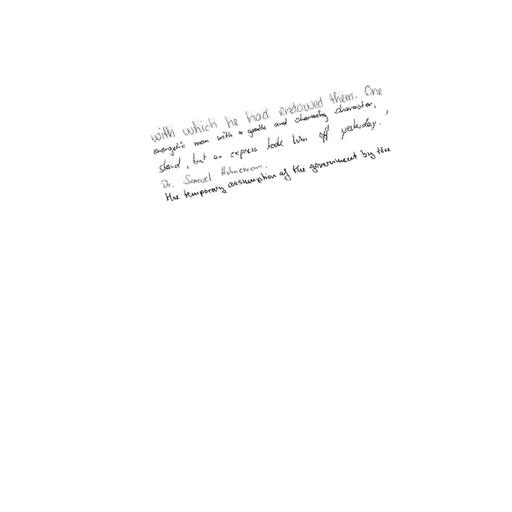 with which he had endowed them. One
energetic man with a gentle and charming character,
stand, but an express took him off yesterday. ,
Dr. Samuel
the temporary assumption of the government by the